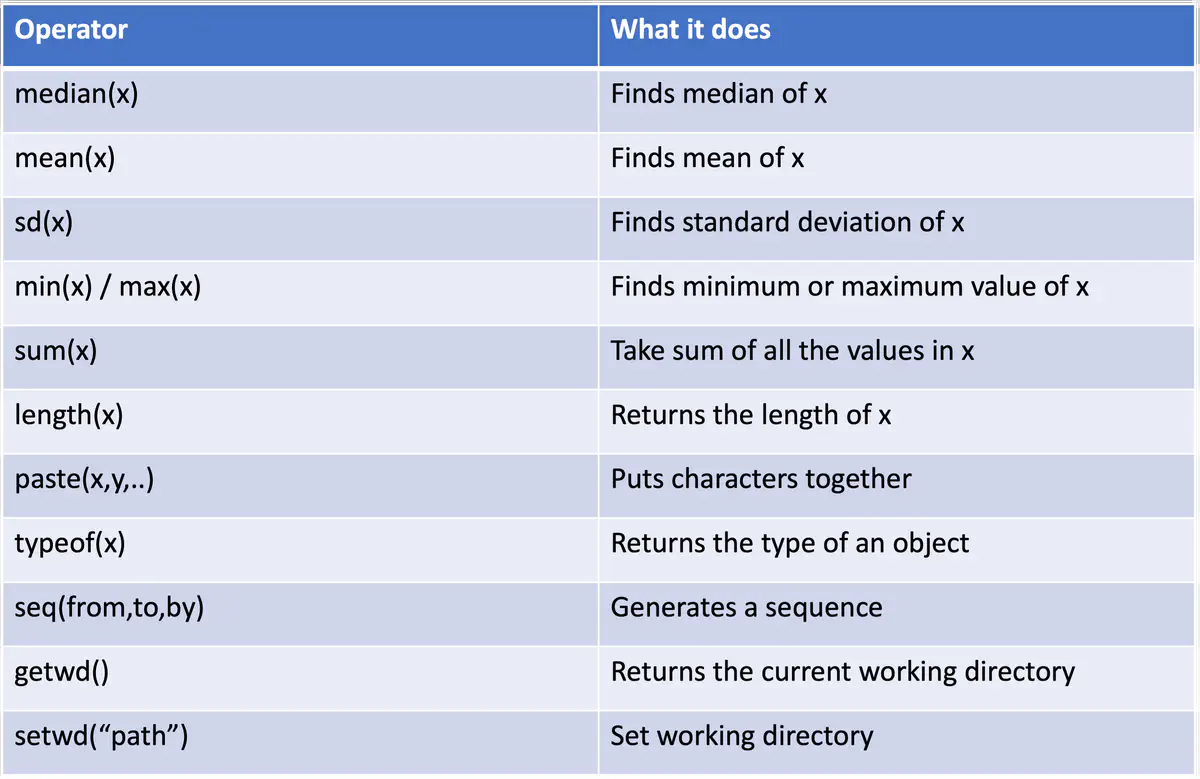 Operator What it does
median(x) Finds median of x
mean(x) Finds mean of x
sd(x) Finds standard deviation of x
min(x) / max(x) Finds minimum or maximum value of x
sum(x) Take sum of all the values in x
length(x) Returns the length of x
paste(x,y,..) Puts characters together
typeof(x) Returns the type of an object
seq(from,to,by) Generates a sequence
getwd() Returns the current working directory
setwd(“path”) Set working directory